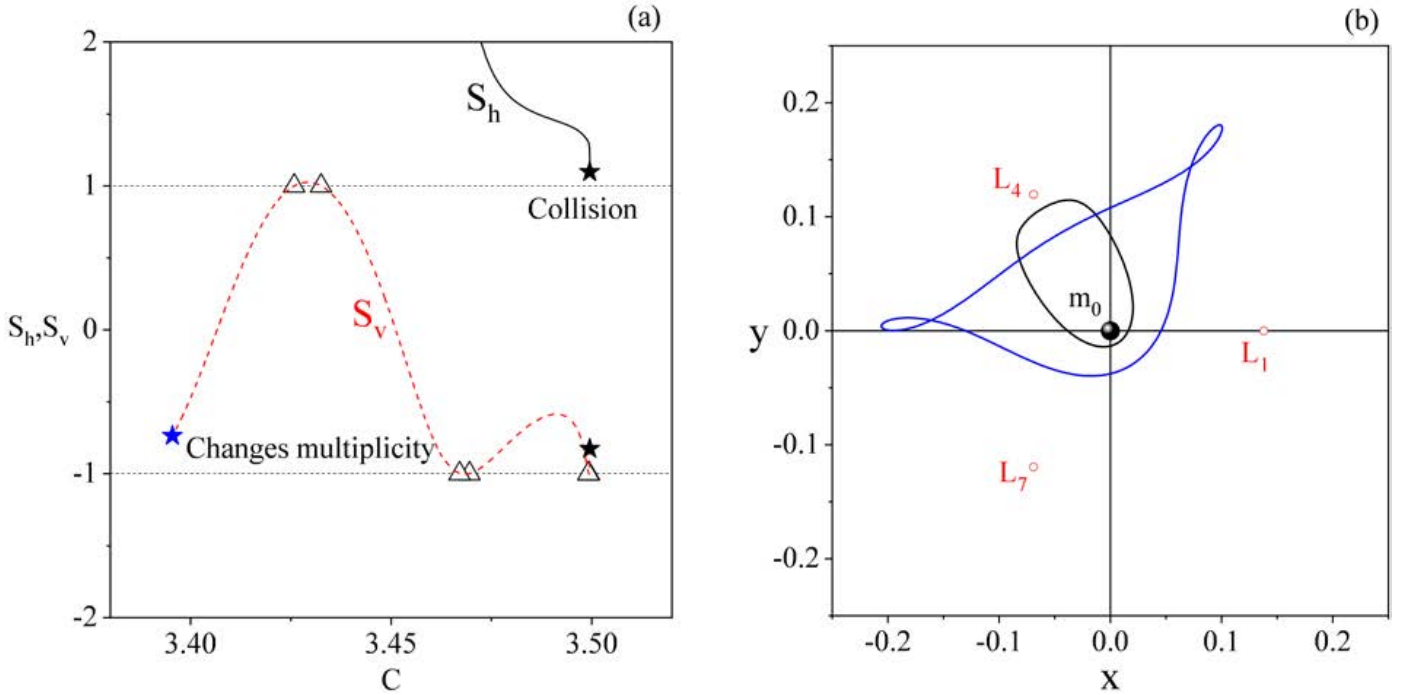 (a)
2
S_h
1
Collision
S_h,S_v
0
S_v
Changes multiplicity
-1
-2
3.40
3.45
3.50
C
(b)
0.2
L_4
0.1
m_0
y
0.0
L_1
-0.1
L_7
-0.2
-0.2
-0.1
0.0
0.1
0.2
x